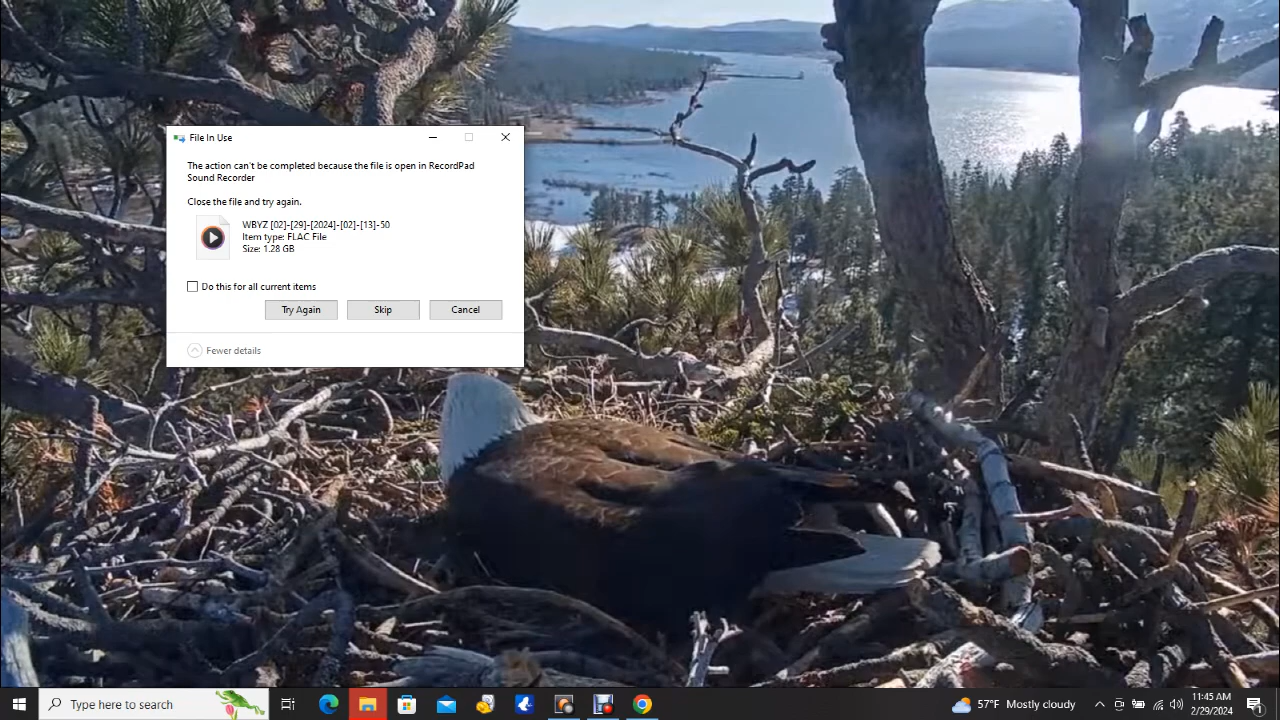 File In Use
The action can't be completed because the file is open in RecordPad
Sound Recorder
Close the file and try again.
WBYZ [02]-[29]-[2024]-[02]-[13]-50
Item type: FLAC File
Size: 1.28 GB
Do this for all current items
Try Again
Skip
Cancel
Fewer details
Type here to search
57°F Mostly cloudy
11:45 AM
2/29/2024
1